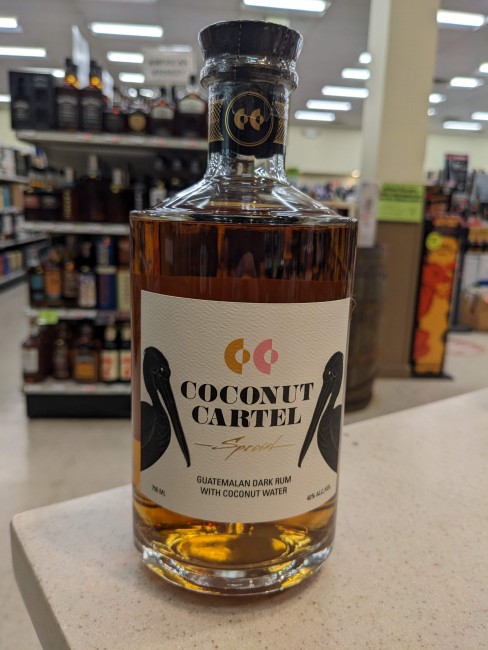 COCONUT
CARTEL
Special
GUATEMALAN DARK RUM
WITH COCONUT WATER
750 ML
40% ALC./VOL.